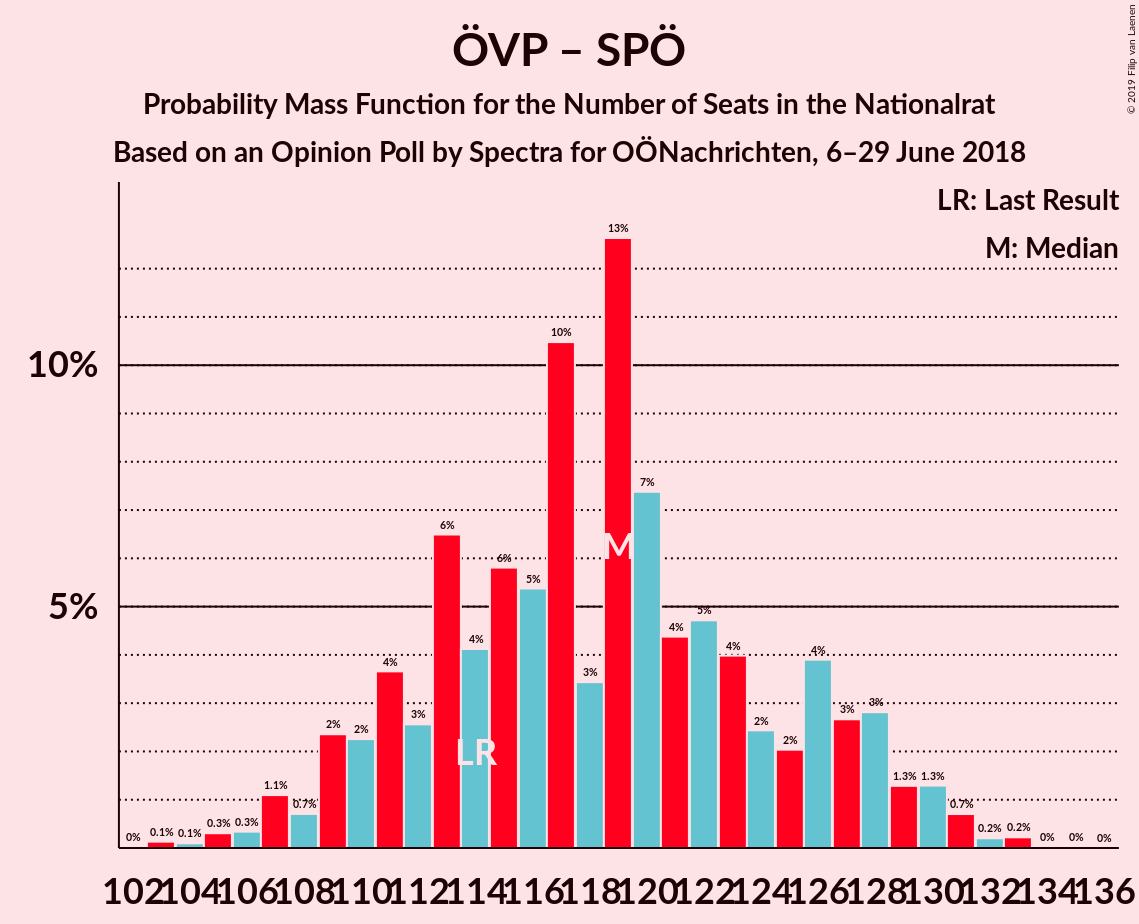 ÖVP – SPÖ
Probability Mass Function for the Number of Seats in the Nationalrat
Based on an Opinion Poll by Spectra for OÖNachrichten, 6–29 June 2018
© 2019 Filip van Laenen
LR: Last Result
M: Median
10%
5%
0% 0.1% 0.1% 0.3% 0.3% 1.1% 0.7% 2% 2% 4% 3% 6% 4% 6% 5% 10% 3% 13% 7% 4% 5% 4% 2% 2% 4% 3% 3% 1.3% 1.3% 0.7% 0.2% 0.2% 0% 0% 0%
M
LR
102 104 106 108 110 112 114 116 118 120 122 124 126 128 130 132 134 136